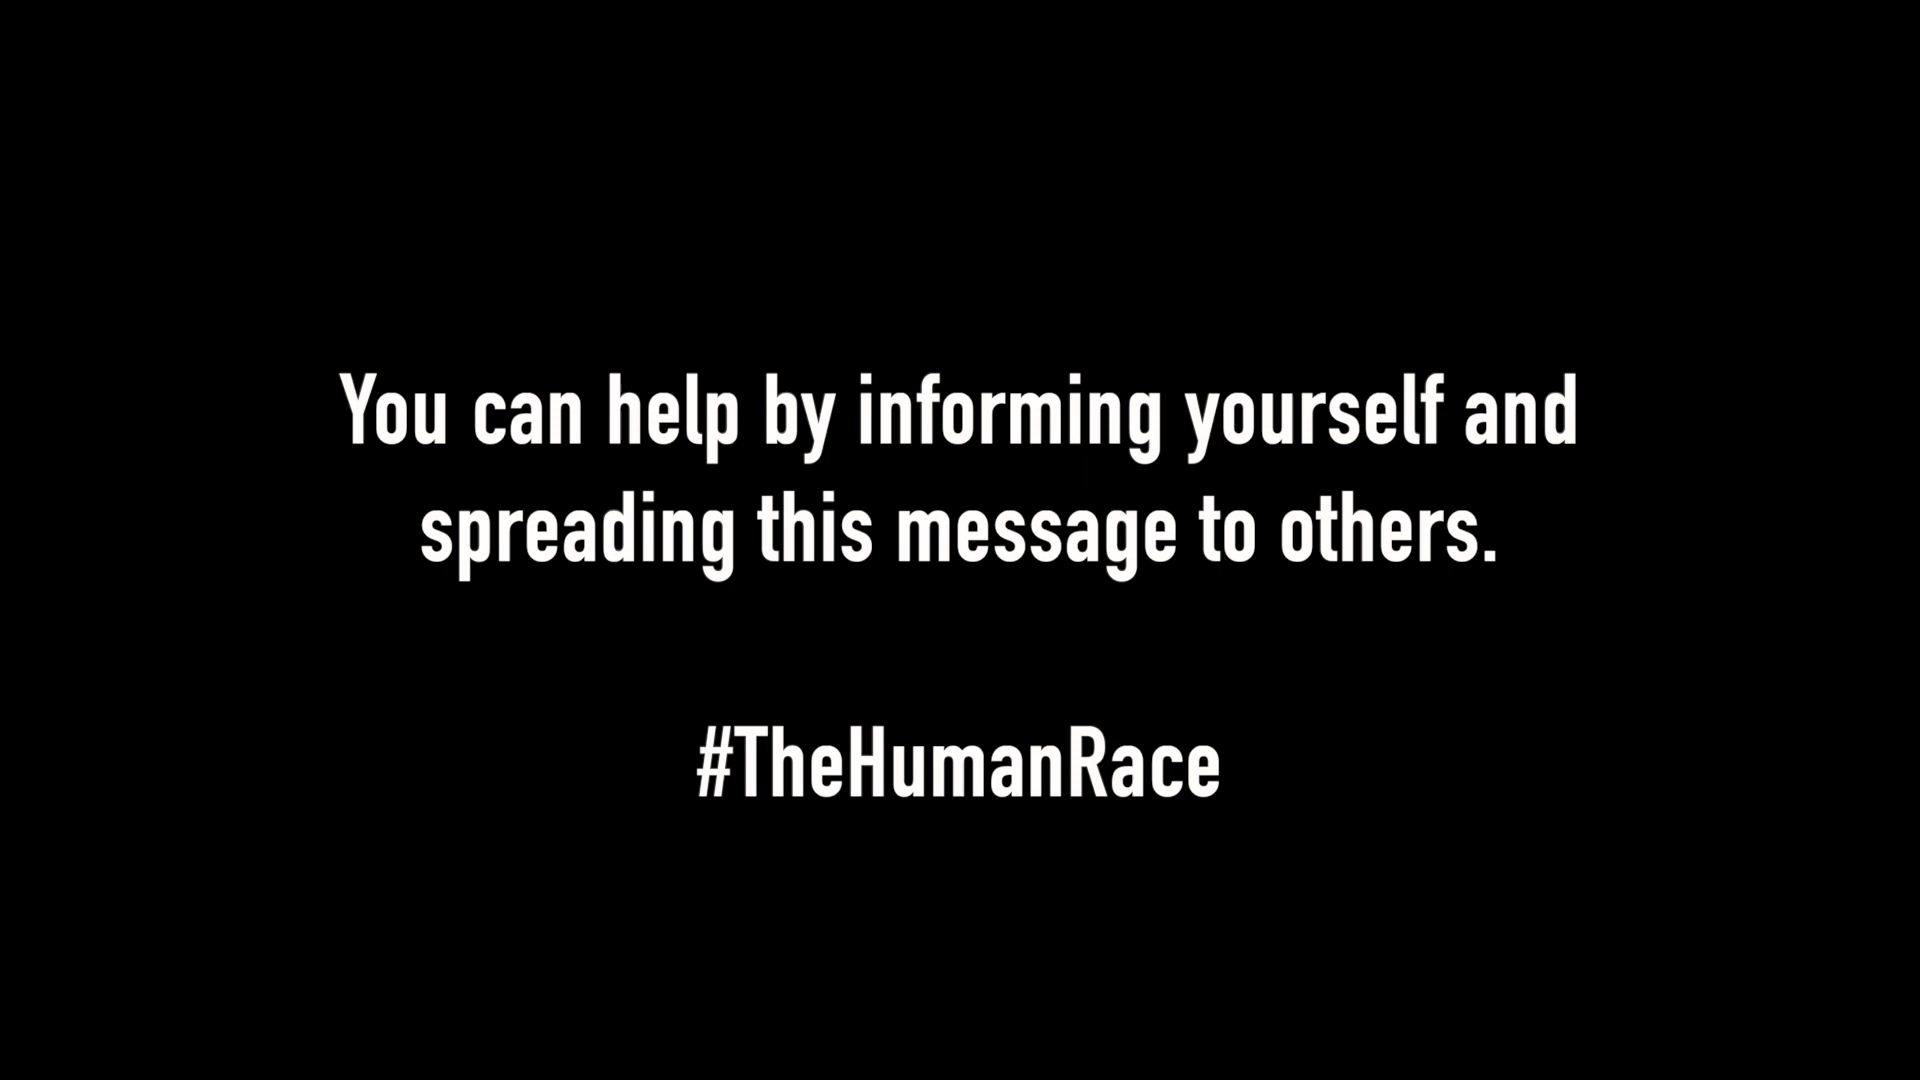 You can help by informing yourself and
spreading this message to others.
#TheHumanRace